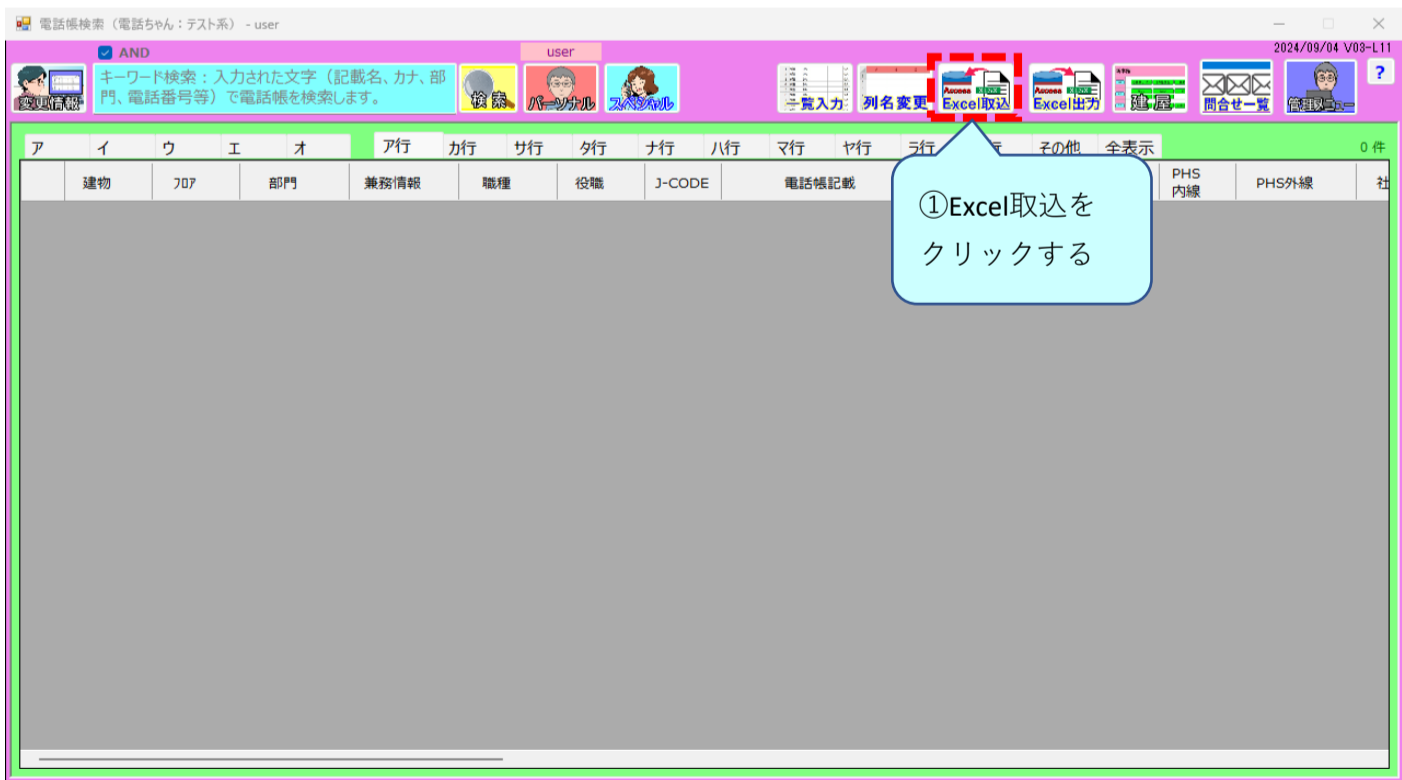 電話帳検索（電話ちゃん：テスト系） - user
AND
user
2024/09/04 V03-L11
変更情報
キーワード検索：入力された文字（記載名、カナ、部
門、電話番号等）で電話帳を検索します。
検索
パーソナル
スペシャル
一覧入力
列名変更
Access
Excel取込
Access
Excel出力
建屋
問合せ一覧
管理メニュー
?
ア イ ウ エ オ ア行 カ行 サ行 タ行 ナ行 ハ行 マ行 ヤ行 ラ行 その他 全表示 0 件
建物 フロア 部門 兼務情報 職種 役職 J-CODE 電話帳記載 PHS
内線 PHS外線 社
①Excel取込を
クリックする